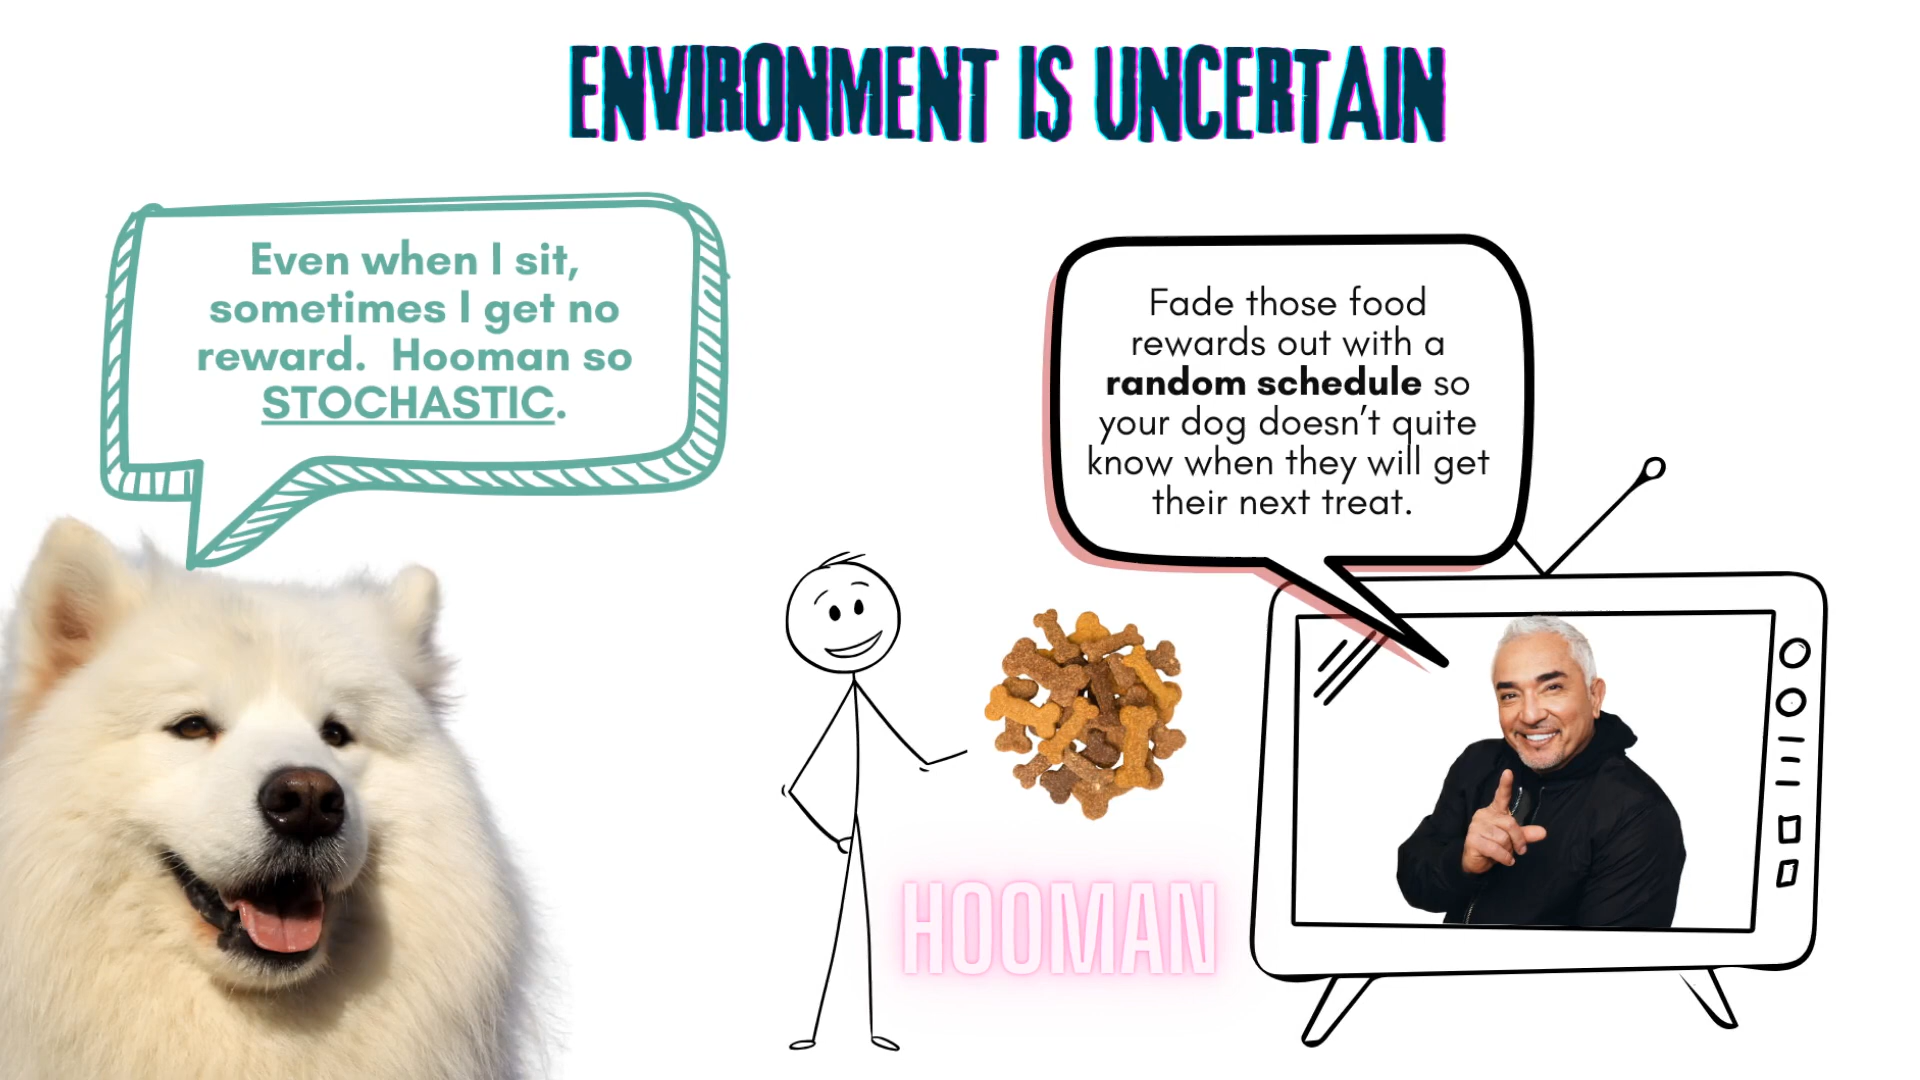 ENVIRONMENT IS UNCERTAIN
Even when I sit,
sometimes I get no
reward.  Hooman so
STOCHASTIC.
Fade those food
rewards out with a
random schedule so
your dog doesn’t quite
know when they will get
their next treat.
HOOMAN